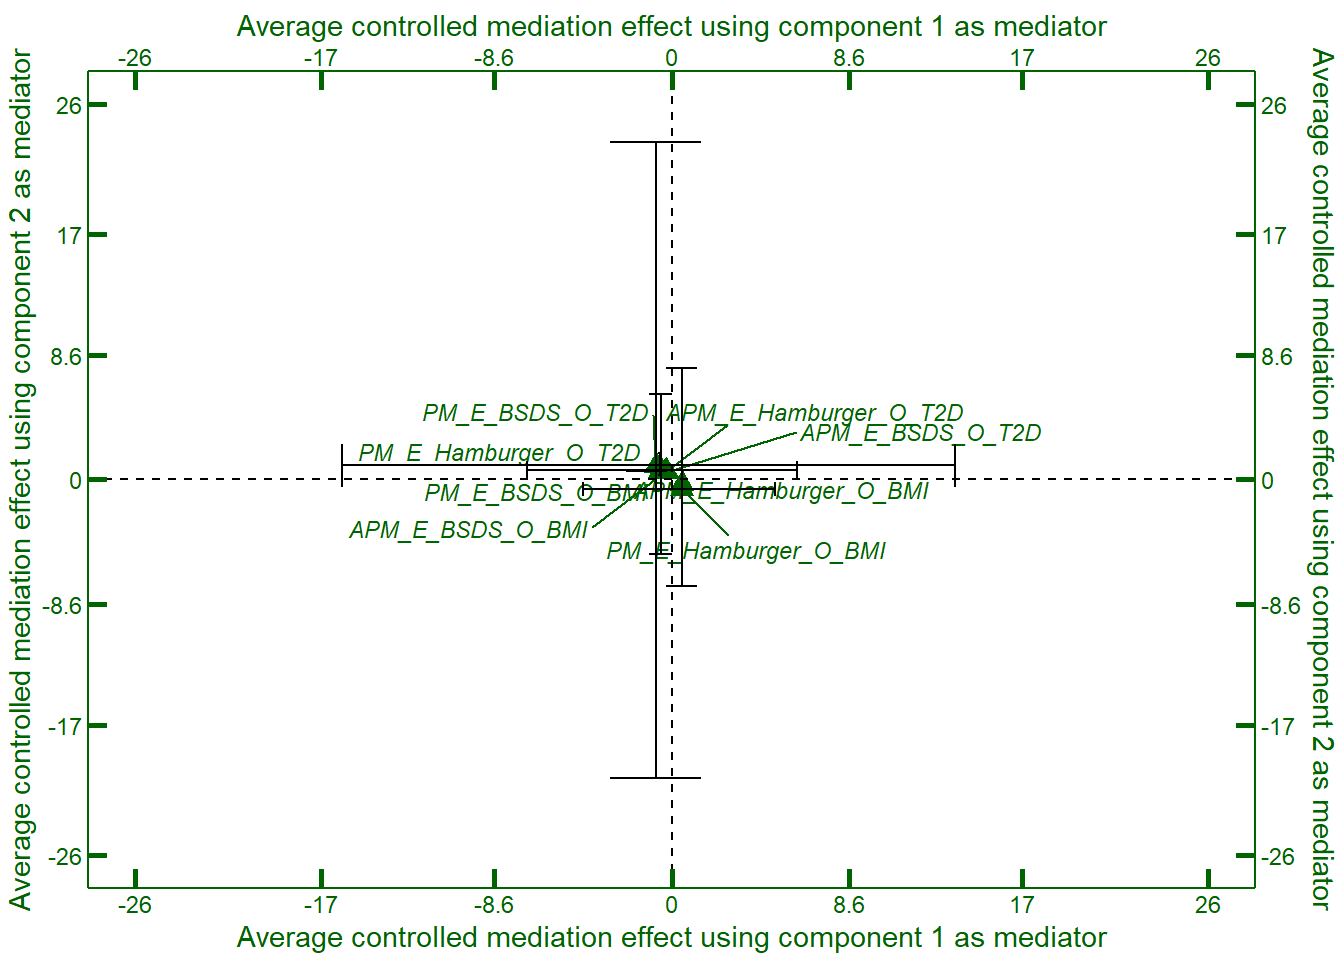 Average controlled mediation effect using component 1 as mediator
-26 -17 -8.6 0 8.6 17 26
Average controlled mediation effect using component 2 as mediator
26
17
8.6
0
-8.6
-17
-26
PM_E_BSDS_O_T2D
APM_E_Hamburger_O_T2D
APM_E_BSDS_O_T2D
PM_E_Hamburger_O_T2D
PM_E_BSDS_O_BMI
APM_E_Hamburger_O_BMI
APM_E_BSDS_O_BMI
PM_E_Hamburger_O_BMI
26
17
8.6
0
-8.6
-17
-26
Average controlled mediation effect using component 2 as mediator
-26 -17 -8.6 0 8.6 17 26
Average controlled mediation effect using component 1 as mediator